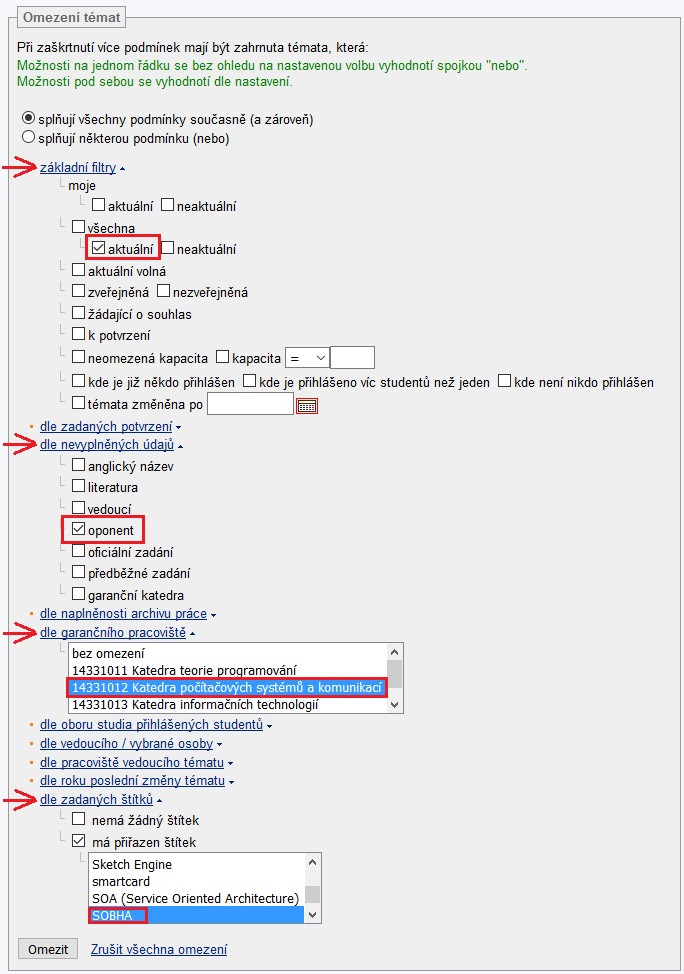 Omezení témat
Při zaškrtnutí více podmínek mají být zahrnuta témata, která:
Možnosti na jednom řádku se bez ohledu na nastavenou volbu vyhodnotí spojkou "nebo".
Možnosti pod sebou se vyhodnotí dle nastavení.
splňují všechny podmínky současně (a zároveň)
splňují některou podmínku (nebo)
základní filtry
moje
aktuální neaktuální
všechna
aktuální neaktuální
aktuální volná
zveřejněná nezveřejněná
žádající o souhlas
k potvrzení
neomezená kapacita kapacita =
kde je již někdo přihlášen kde je přihlášeno víc studentů než jeden kde není nikdo přihlášen
témata změněna po
dle zadaných potvrzení
dle nevyplněných údajů
anglický název
literatura
vedoucí
oponent
oficiální zadání
předběžné zadání
garanční katedra
dle naplněnosti archivu práce
dle garančního pracoviště
bez omezení
14331011 Katedra teorie programování
14331012 Katedra počítačových systémů a komunikací
14331013 Katedra informačních technologií
dle oboru studia přihlášených studentů
dle vedoucího / vybrané osoby
dle pracoviště vedoucího tématu
dle roku poslední změny tématu
dle zadaných štítků
nemá žádný štítek
má přiřazen štítek
Sketch Engine
smartcard
SOA (Service Oriented Architecture)
SOBHA
Omezit Zrušit všechna omezení